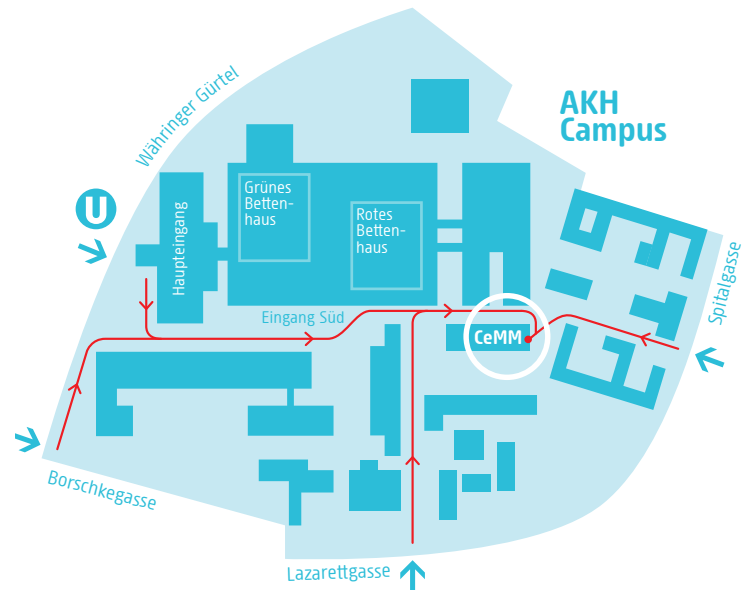 AKH
Campus
Währinger Gürtel
U
Grünes
Betten-
haus
Rotes
Betten-
haus
Haupteingang
Spitalgasse
Eingang Süd
CeMM
Borschkegasse
Lazarettgasse